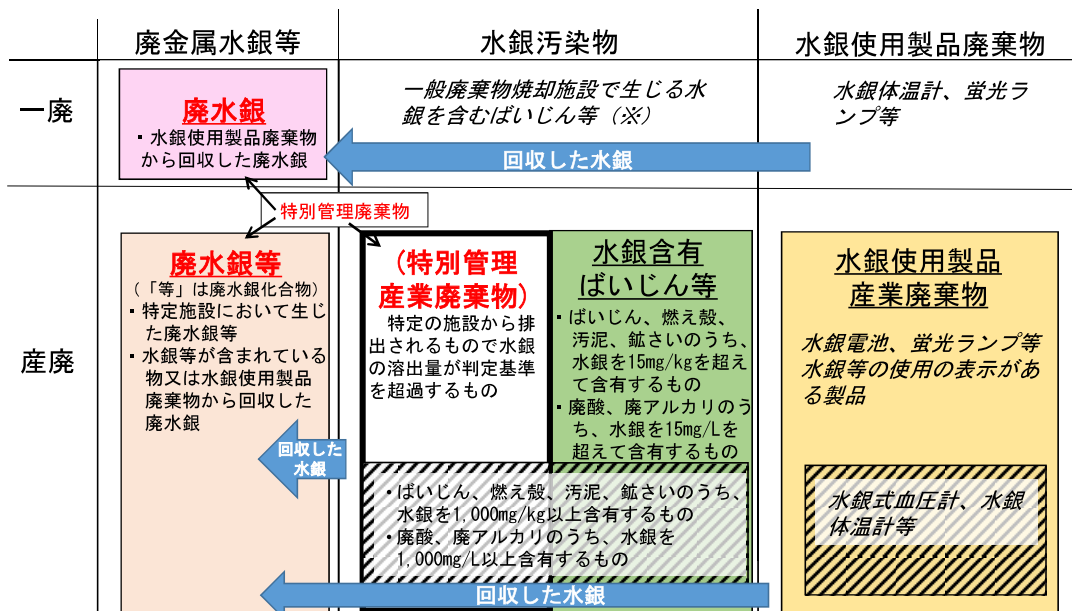 廃金属水銀等
水銀汚染物
水銀使用製品廃棄物
一廃
廃水銀
・水銀使用製品廃棄物
から回収した廃水銀
一般廃棄物焼却施設で生じる水
銀を含むばいじん等（※）
水銀体温計、蛍光ラ
ンプ等
回収した水銀
特別管理廃棄物
産廃
廃水銀等
（「等」は廃水銀化合物）
・特定施設において生じ
た廃水銀等
・水銀等が含まれている
物又は水銀使用製品
廃棄物から回収した
廃水銀
（特別管理
産業廃棄物）
特定の施設から排
出されるもので水銀
の溶出量が判定基準
を超過するもの
水銀含有
ばいじん等
・ばいじん、燃え殻、
汚泥、鉱さいのうち、
水銀を15mg/kgを超え
て含有するもの
・廃酸、廃アルカリのう
ち、水銀を15mg/Lを
超えて含有するもの
水銀使用製品
産業廃棄物
水銀電池、蛍光ランプ等
水銀等の使用の表示があ
る製品
回収した
水銀
・ばいじん、燃え殻、汚泥、鉱さいのうち、
水銀を1,000mg/kg以上含有するもの
・廃酸、廃アルカリのうち、水銀を
1,000mg/L以上含有するもの
水銀式血圧計、水銀
体温計等
回収した水銀